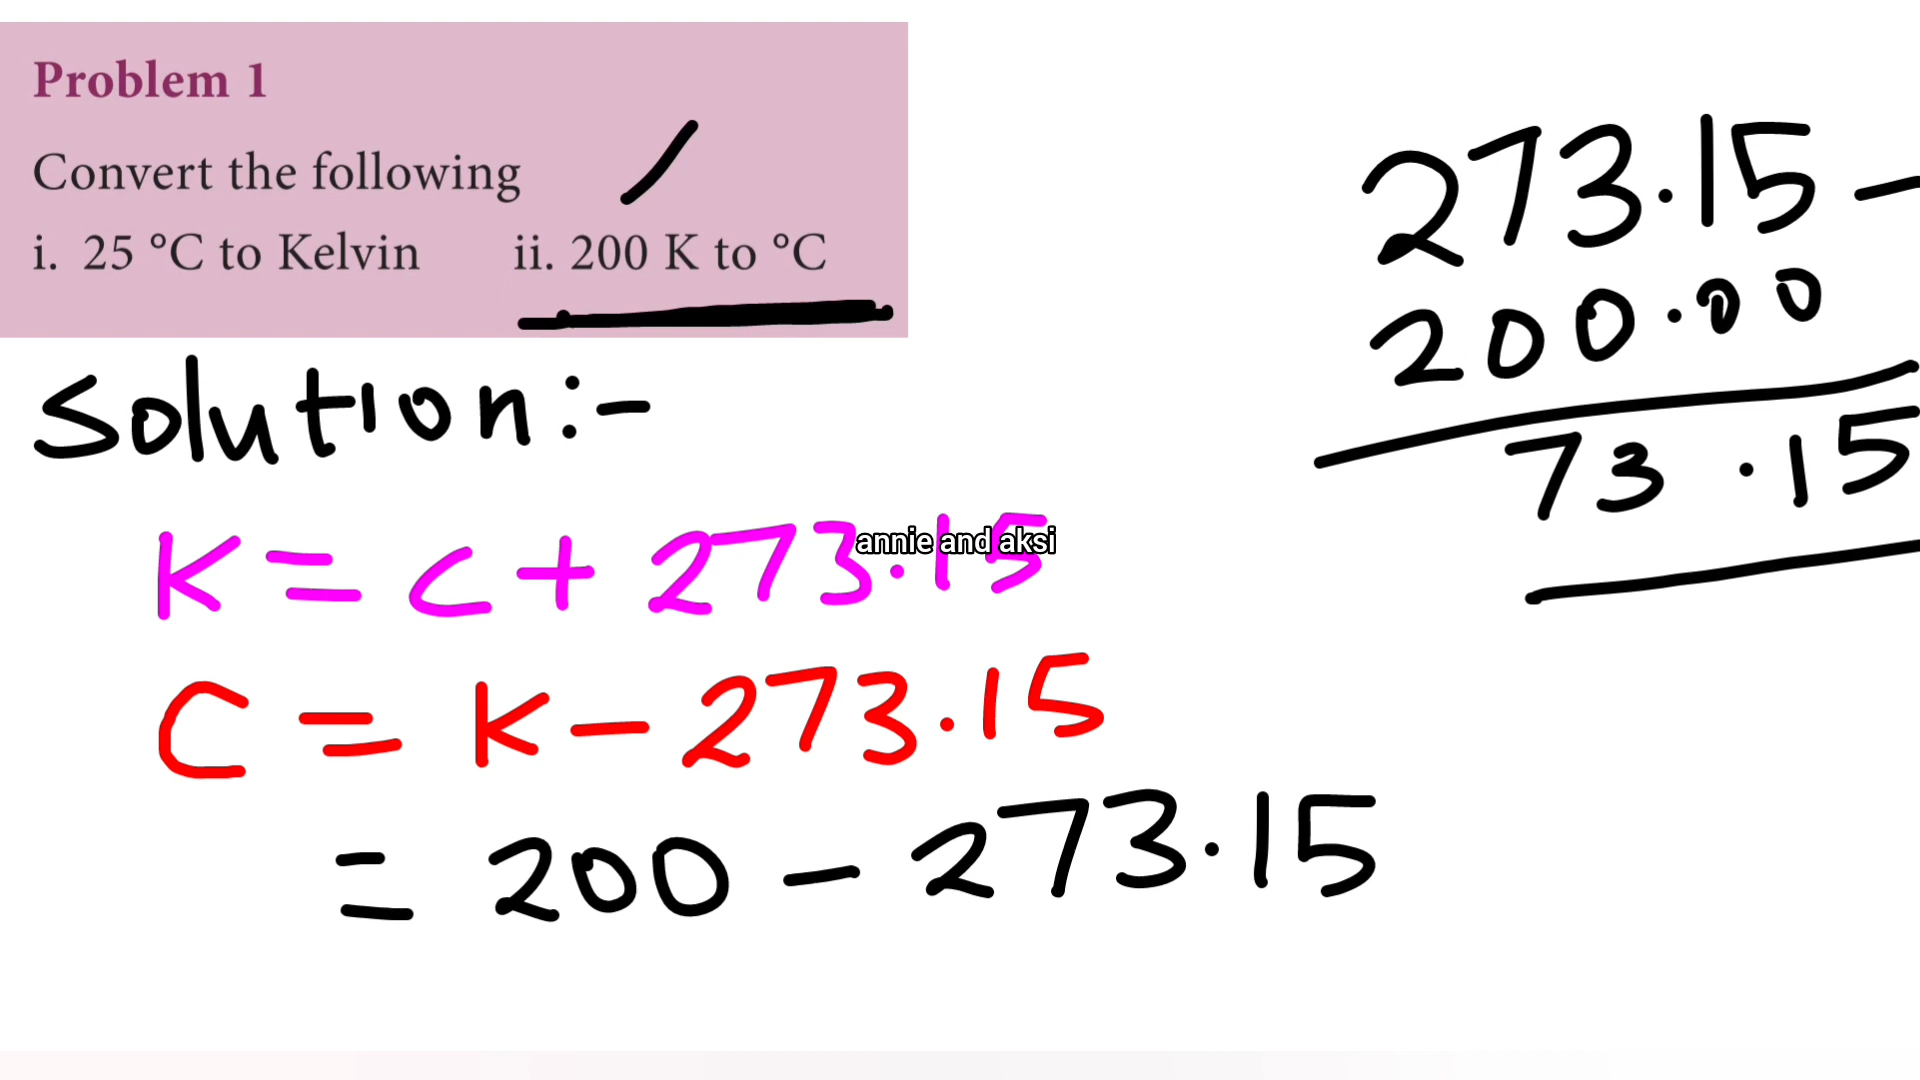 Problem 1
Convert the following
i. 25 °C to Kelvin ii. 200 K to °C
Solution:-
K = C + 273.15
annie and aksi
C = K - 273.15
= 200 - 273.15
273.15 -
200.00
73.15